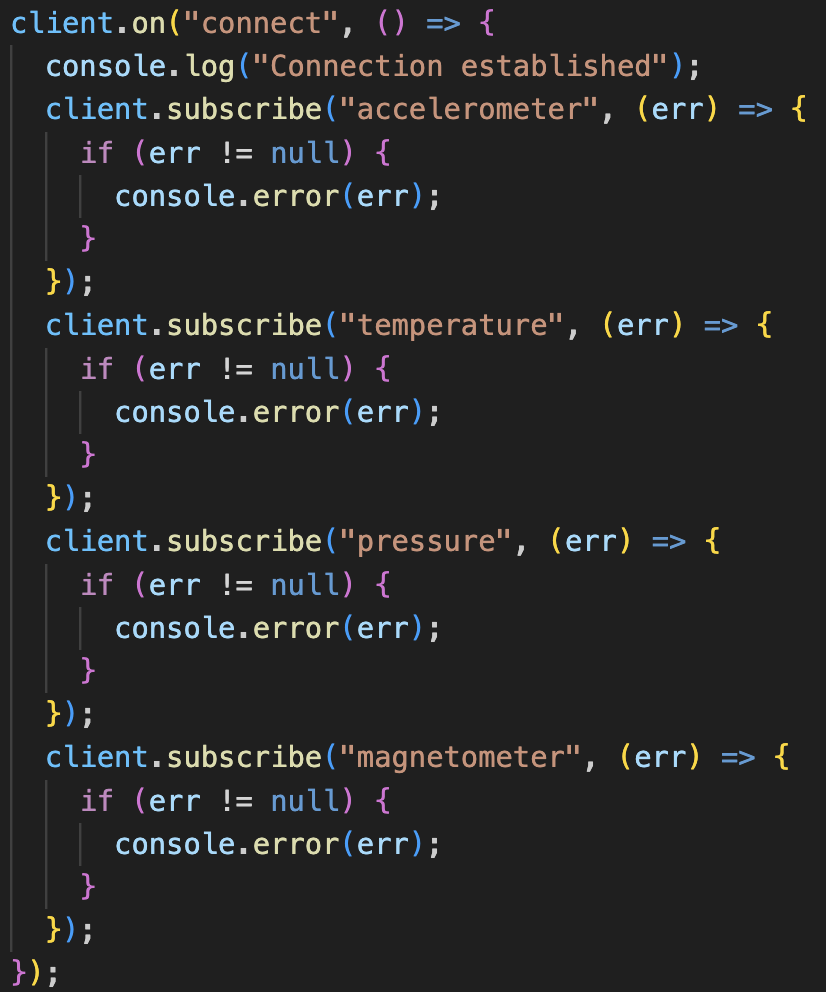 client.on("connect", () => {
  console.log("Connection established");
  client.subscribe("accelerometer", (err) => {
    if (err != null) {
      console.error(err);
    }
  });
  client.subscribe("temperature", (err) => {
    if (err != null) {
      console.error(err);
    }
  });
  client.subscribe("pressure", (err) => {
    if (err != null) {
      console.error(err);
    }
  });
  client.subscribe("magnetometer", (err) => {
    if (err != null) {
      console.error(err);
    }
  });
});